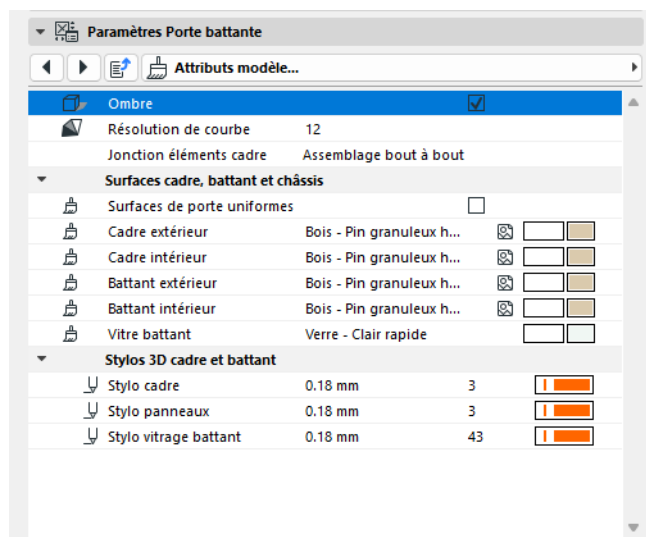 Paramètres Porte battante
Attributs modèle...
Ombre
Résolution de courbe 12
Jonction éléments cadre Assemblage bout à bout
Surfaces cadre, battant et châssis
Surfaces de porte uniformes
Cadre extérieur Bois - Pin granuleux h...
Cadre intérieur Bois - Pin granuleux h...
Battant extérieur Bois - Pin granuleux h...
Battant intérieur Bois - Pin granuleux h...
Vitre battant Verre - Clair rapide
Stylos 3D cadre et battant
Stylo cadre 0.18 mm 3
Stylo panneaux 0.18 mm 3
Stylo vitrage battant 0.18 mm 43